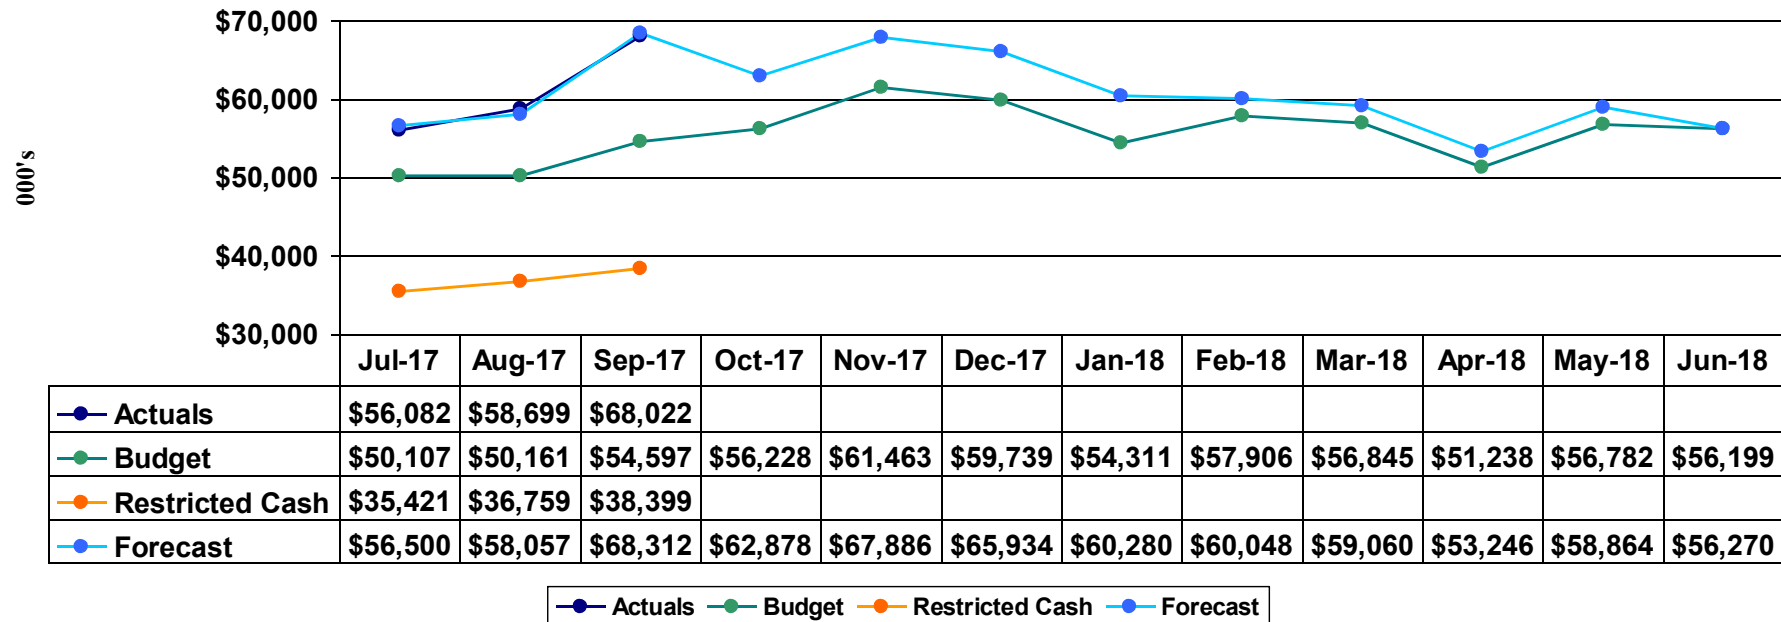 $70,000
$60,000
$50,000
$40,000
$30,000
000's
Jul-17 Aug-17 Sep-17 Oct-17 Nov-17 Dec-17 Jan-18 Feb-18 Mar-18 Apr-18 May-18 Jun-18
Actuals $56,082 $58,699 $68,022
Budget $50,107 $50,161 $54,597 $56,228 $61,463 $59,739 $54,311 $57,906 $56,845 $51,238 $56,782 $56,199
Restricted Cash $35,421 $36,759 $38,399
Forecast $56,500 $58,057 $68,312 $62,878 $67,886 $65,934 $60,280 $60,048 $59,060 $53,246 $58,864 $56,270
Actuals Budget Restricted Cash Forecast